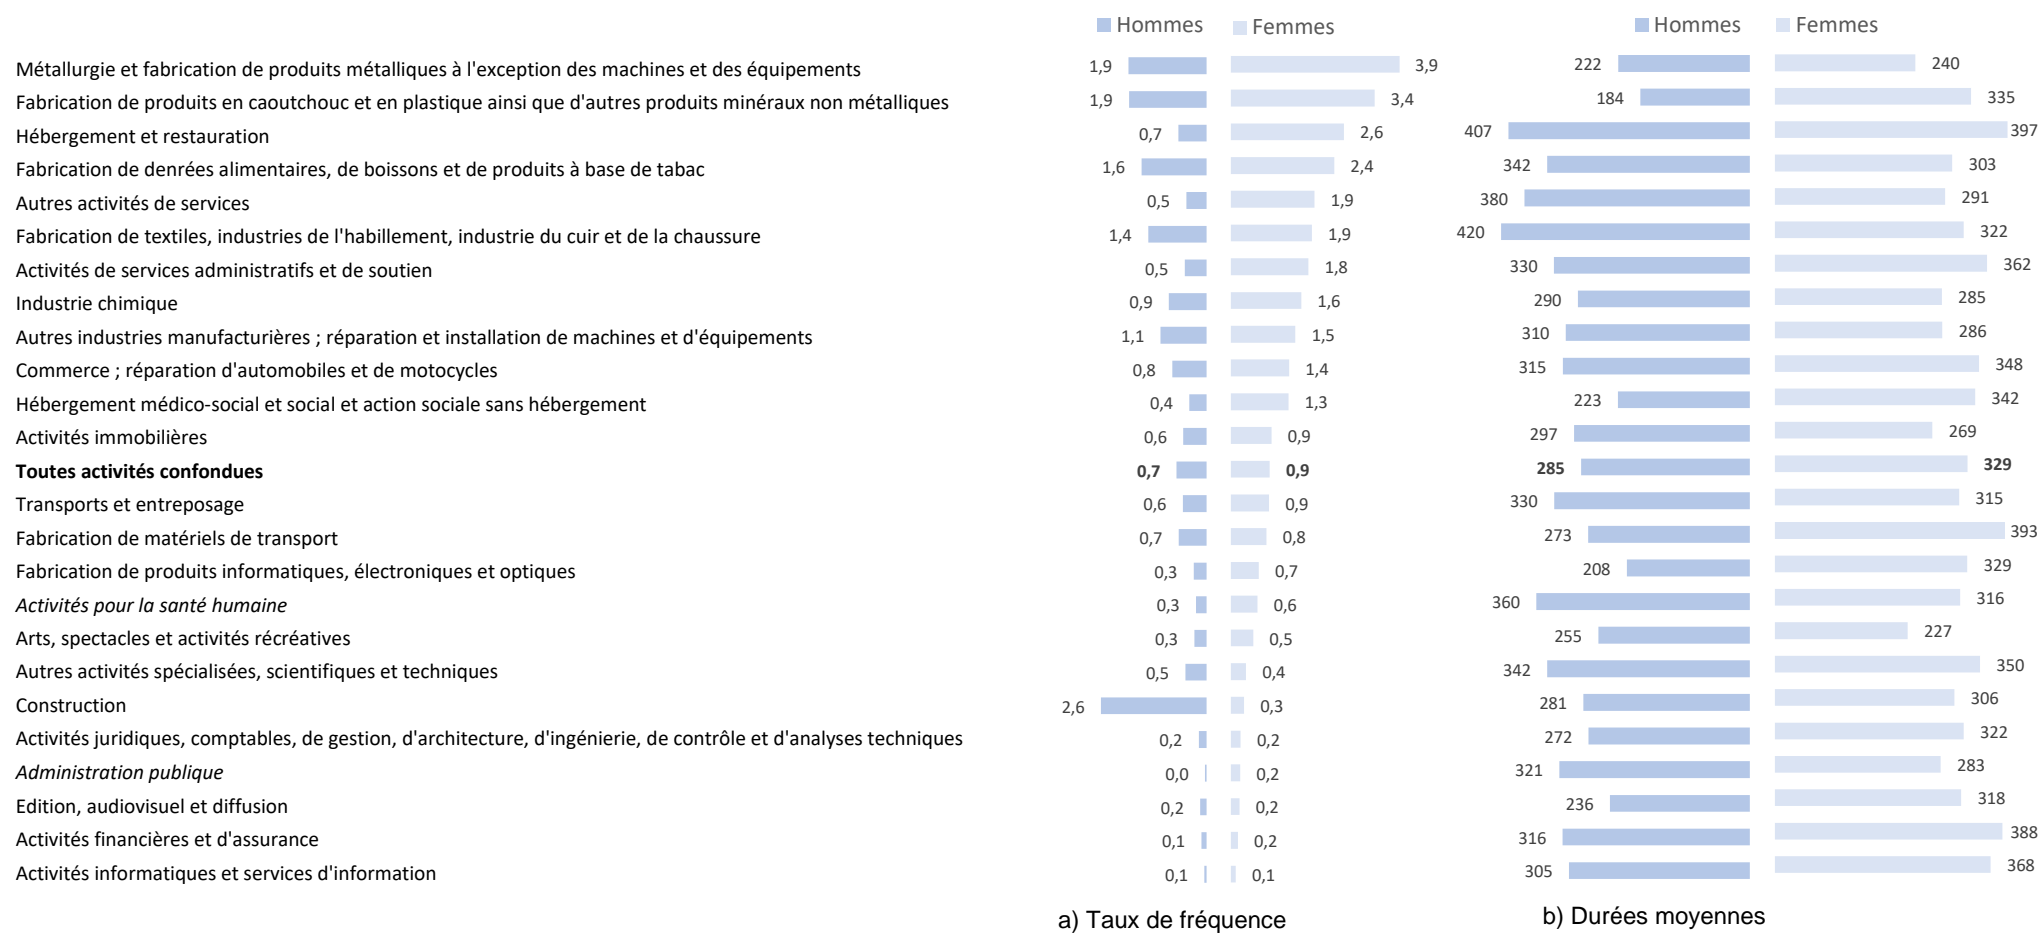 Hommes Femmes Hommes Femmes
Métallurgie et fabrication de produits métalliques à l'exception des machines et des équipements 1,9 3,9 222 240
Fabrication de produits en caoutchouc et en plastique ainsi que d'autres produits minéraux non métalliques 1,9 3,4 184 335
Hébergement et restauration 0,7 2,6 407 397
Fabrication de denrées alimentaires, de boissons et de produits à base de tabac 1,6 2,4 342 303
Autres activités de services 0,5 1,9 380 291
Fabrication de textiles, industries de l'habillement, industrie du cuir et de la chaussure 1,4 1,9 420 322
Activités de services administratifs et de soutien 0,5 1,8 330 362
Industrie chimique 0,9 1,6 290 285
Autres industries manufacturières ; réparation et installation de machines et d'équipements 1,1 1,5 310 286
Commerce ; réparation d'automobiles et de motocycles 0,8 1,4 315 348
Hébergement médico-social et social et action sociale sans hébergement 0,4 1,3 223 342
Activités immobilières 0,6 0,9 297 269
Toutes activités confondues 0,7 0,9 285 329
Transports et entreposage 0,6 0,9 330 315
Fabrication de matériels de transport 0,7 0,8 273 393
Fabrication de produits informatiques, électroniques et optiques 0,3 0,7 208 329
Activités pour la santé humaine 0,3 0,6 360 316
Arts, spectacles et activités récréatives 0,3 0,5 255 227
Autres activités spécialisées, scientifiques et techniques 0,5 0,4 342 350
Construction 2,6 0,3 281 306
Activités juridiques, comptables, de gestion, d'architecture, d'ingénierie, de contrôle et d'analyses techniques 0,2 0,2 272 322
Administration publique 0,0 0,2 321 283
Edition, audiovisuel et diffusion 0,2 0,2 236 318
Activités financières et d'assurance 0,1 0,2 316 388
Activités informatiques et services d'information 0,1 0,1 305 368
a) Taux de fréquence b) Durées moyennes